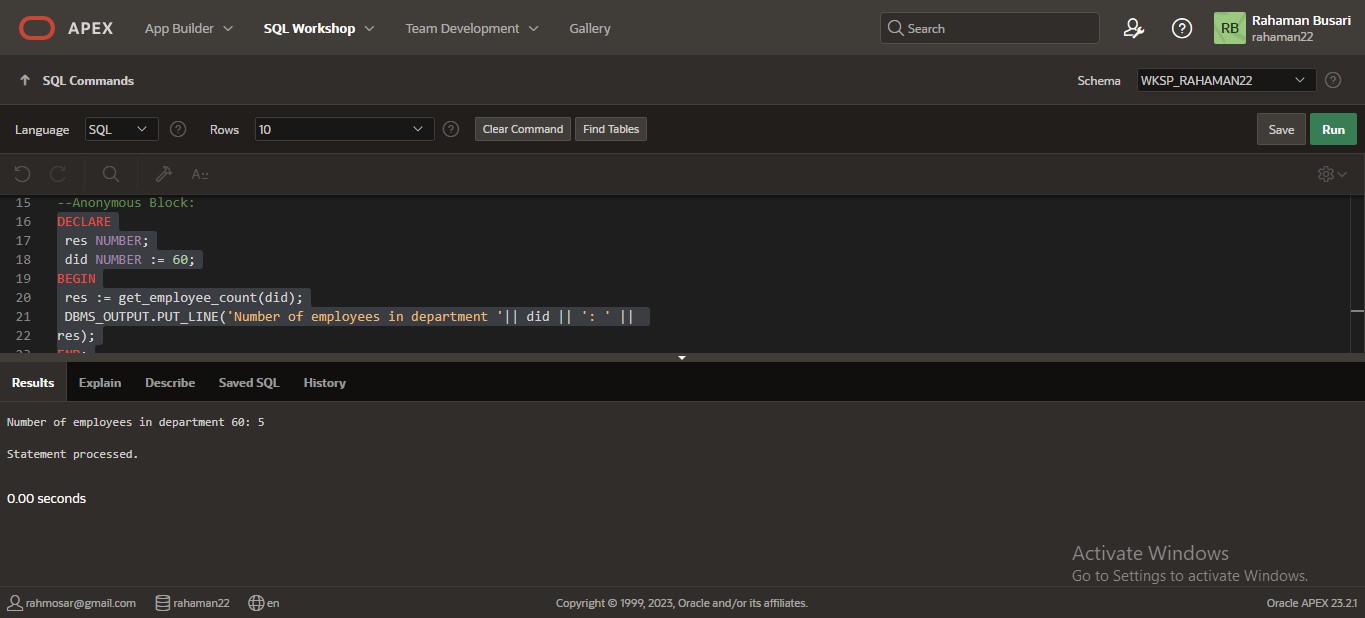 APEX App Builder SQL Workshop Team Development Gallery Search RB Rahaman Busari
rahaman22
SQL Commands Schema WKSP_RAHAMAN22
Language SQL Rows 10 Clear Command Find Tables Save Run
A
15 --Anonymous Block:
16 DECLARE
17 res NUMBER;
18 did NUMBER := 60;
19 BEGIN
20 res := get_employee_count(did);
21 DBMS_OUTPUT.PUT_LINE('Number of employees in department '|| did || ': ' ||
22 res);
23 END;
Results Explain Describe Saved SQL History
Number of employees in department 60: 5
Statement processed.
0.00 seconds
Activate Windows
Go to Settings to activate Windows.
rahmosar@gmail.com rahaman22 en Copyright © 1999, 2023, Oracle and/or its affiliates. Oracle APEX 23.2.1